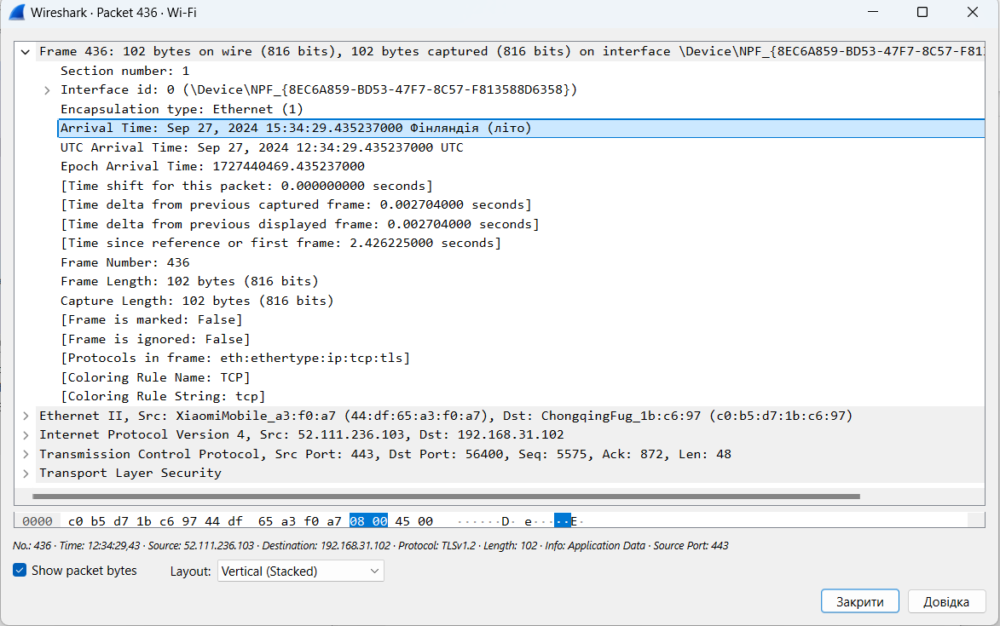 Wireshark · Packet 436 · Wi-Fi
Frame 436: 102 bytes on wire (816 bits), 102 bytes captured (816 bits) on interface \Device\NPF_{8EC6A859-BD53-47F7-8C57-F813
Section number: 1
Interface id: 0 (\Device\NPF_{8EC6A859-BD53-47F7-8C57-F813588D6358})
Encapsulation type: Ethernet (1)
Arrival Time: Sep 27, 2024 15:34:29.435237000 Фінляндія (літо)
UTC Arrival Time: Sep 27, 2024 12:34:29.435237000 UTC
Epoch Arrival Time: 1727440469.435237000
[Time shift for this packet: 0.000000000 seconds]
[Time delta from previous captured frame: 0.002704000 seconds]
[Time delta from previous displayed frame: 0.002704000 seconds]
[Time since reference or first frame: 2.426225000 seconds]
Frame Number: 436
Frame Length: 102 bytes (816 bits)
Capture Length: 102 bytes (816 bits)
[Frame is marked: False]
[Frame is ignored: False]
[Protocols in frame: eth:ethertype:ip:tcp:tls]
[Coloring Rule Name: TCP]
[Coloring Rule String: tcp]
Ethernet II, Src: XiaomiMobile_a3:f0:a7 (44:df:65:a3:f0:a7), Dst: ChongqingFug_1b:c6:97 (c0:b5:d7:1b:c6:97)
Internet Protocol Version 4, Src: 52.111.236.103, Dst: 192.168.31.102
Transmission Control Protocol, Src Port: 443, Dst Port: 56400, Seq: 5575, Ack: 872, Len: 48
Transport Layer Security
0000 c0 b5 d7 1b c6 97 44 df 65 a3 f0 a7 08 00 45 00 ······D· e·····E·
No.: 436 · Time: 12:34:29,43 · Source: 52.111.236.103 · Destination: 192.168.31.102 · Protocol: TLSv1.2 · Length: 102 · Info: Application Data · Source Port: 443
Show packet bytes
Layout: Vertical (Stacked)
Закрити
Довідка